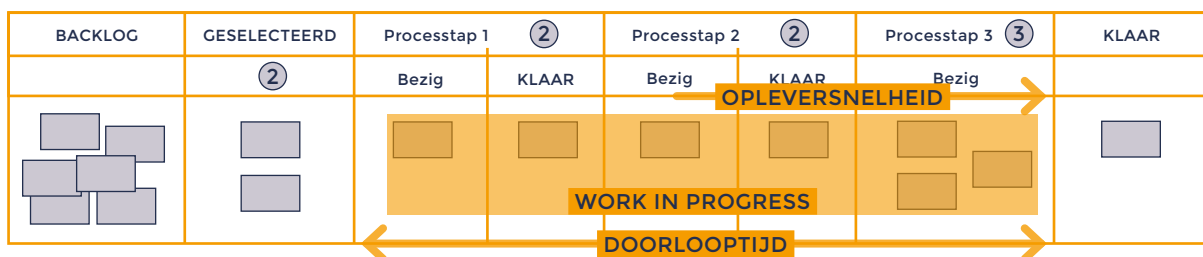 BACKLOG GESELECTEERD Processtap 1 2 Processtap 2 2 Processtap 3 3 KLAAR
2 Bezig KLAAR Bezig KLAAR Bezig
OPLEVERSNELHEID
WORK IN PROGRESS
DOORLOOPTIJD